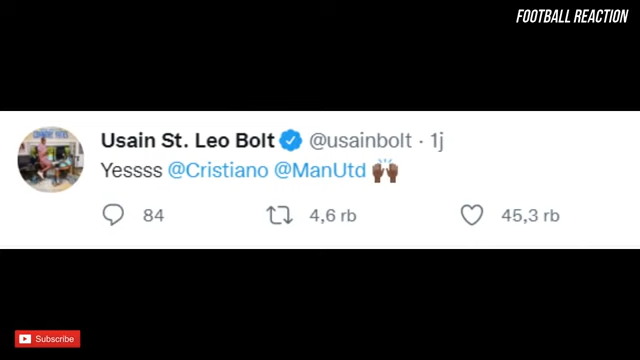 FOOTBALL REACTION
Usain St. Leo Bolt @usainbolt · 1j
Yessss @Cristiano @ManUtd 🙌🏾
84 4,6 rb 45,3 rb
Subscribe